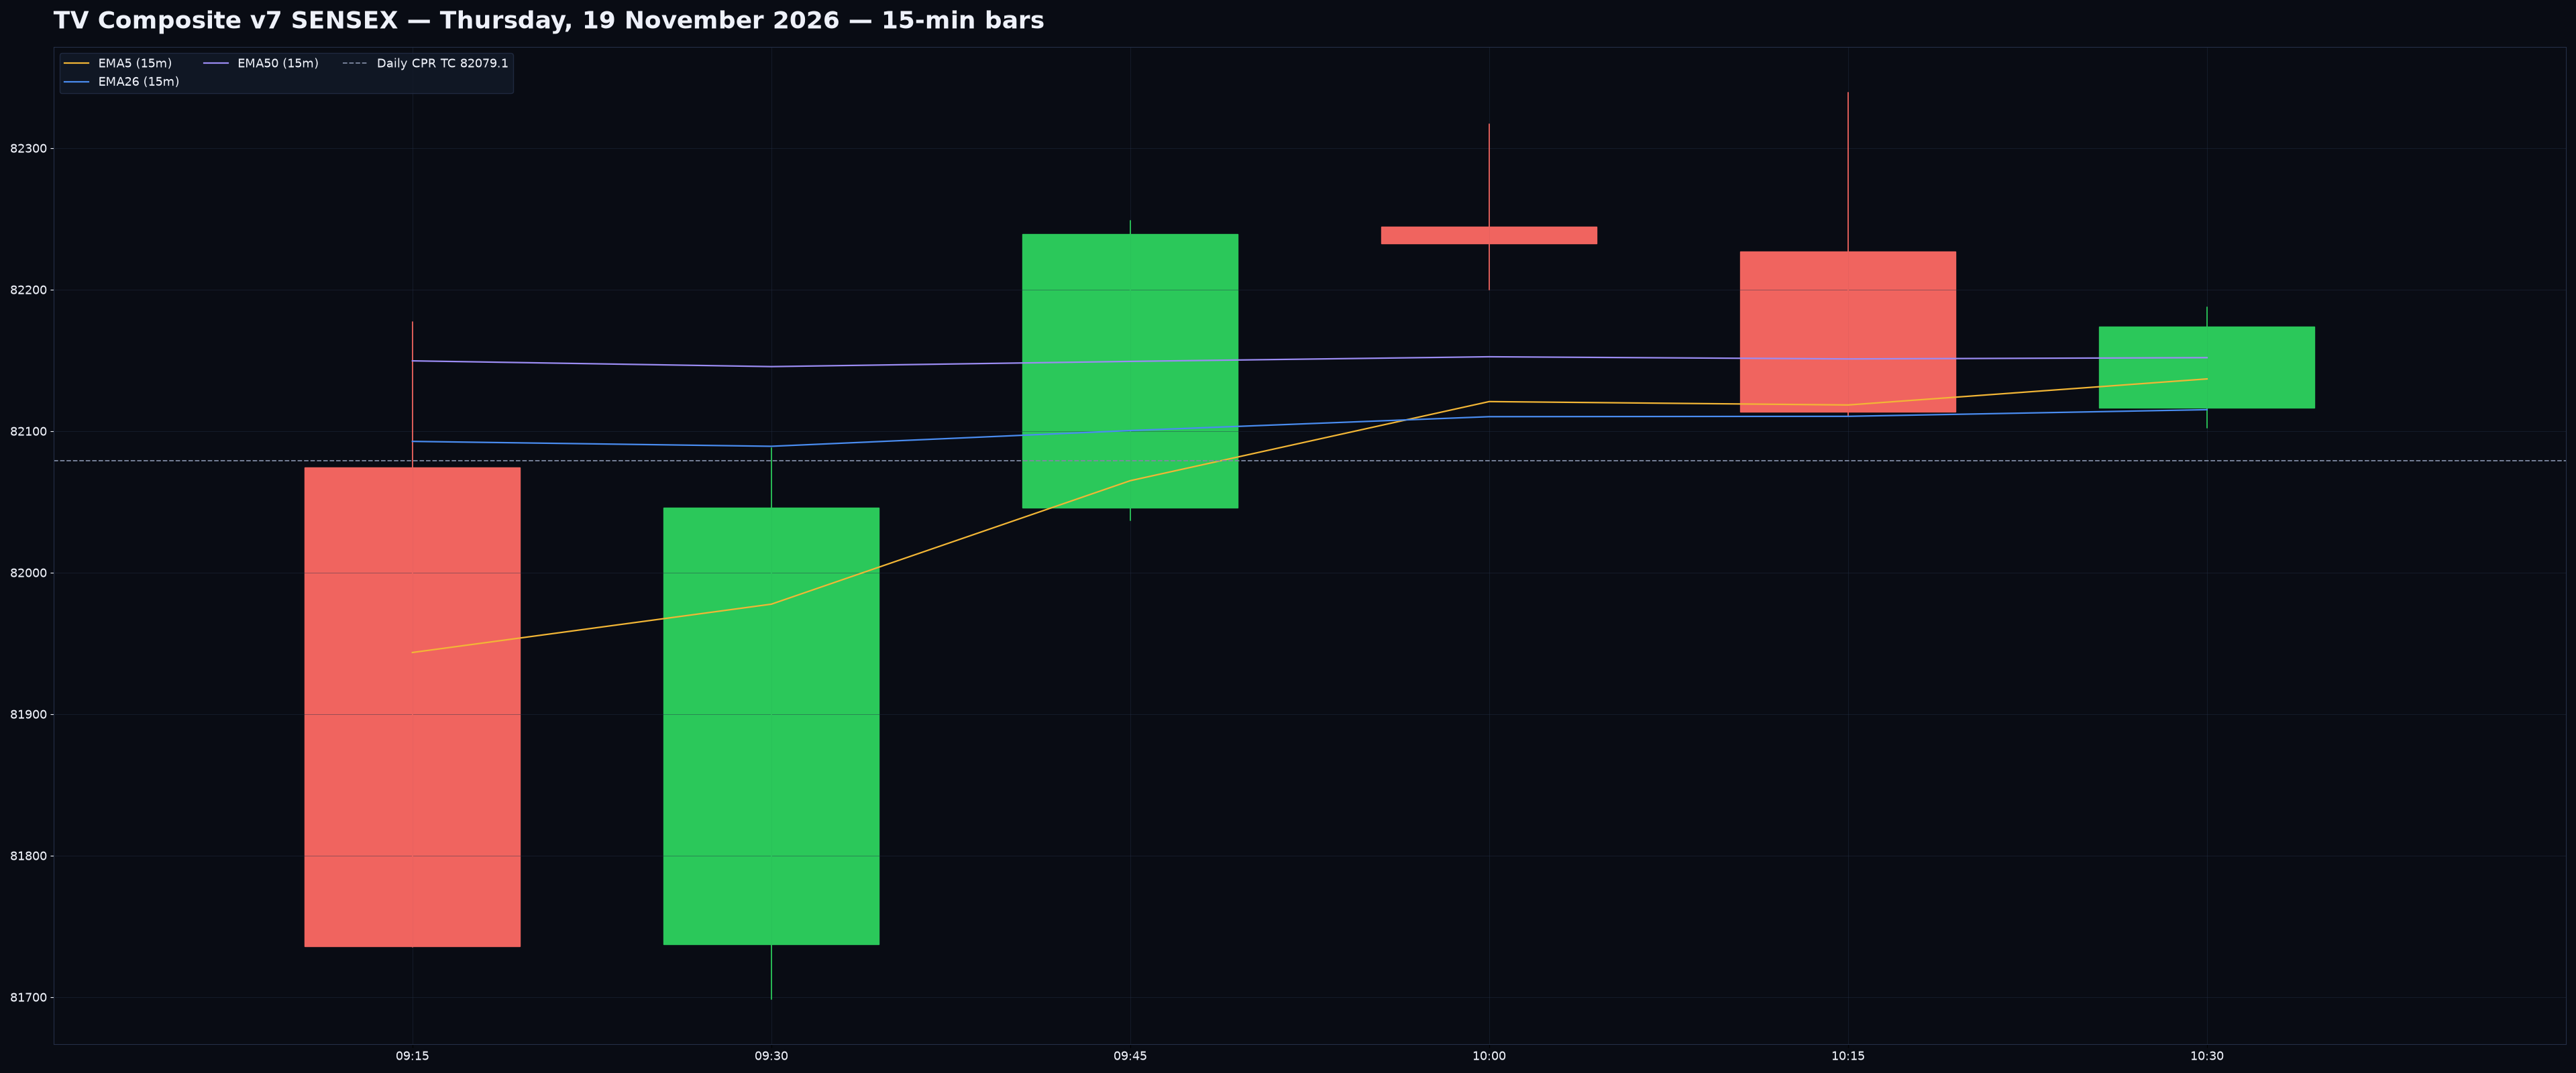 TV Composite v7 SENSEX — Thursday, 19 November 2026 — 15-min bars
EMA5 (15m) EMA50 (15m) Daily CPR TC 82079.1
EMA26 (15m)
82300
82200
82100
82000
81900
81800
81700
09:15 09:30 09:45 10:00 10:15 10:30